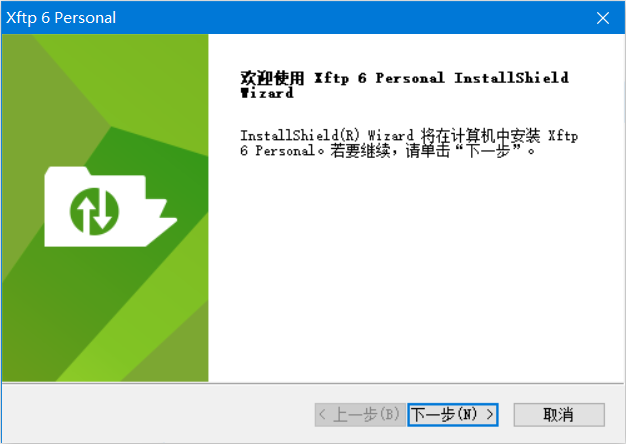 Xftp 6 Personal
欢迎使用 Xftp 6 Personal InstallShield
Wizard
InstallShield(R) Wizard 将在计算机中安装 Xftp
6 Personal。若要继续，请单击“下一步”。
< 上一步(B)
下一步(N) >
取消